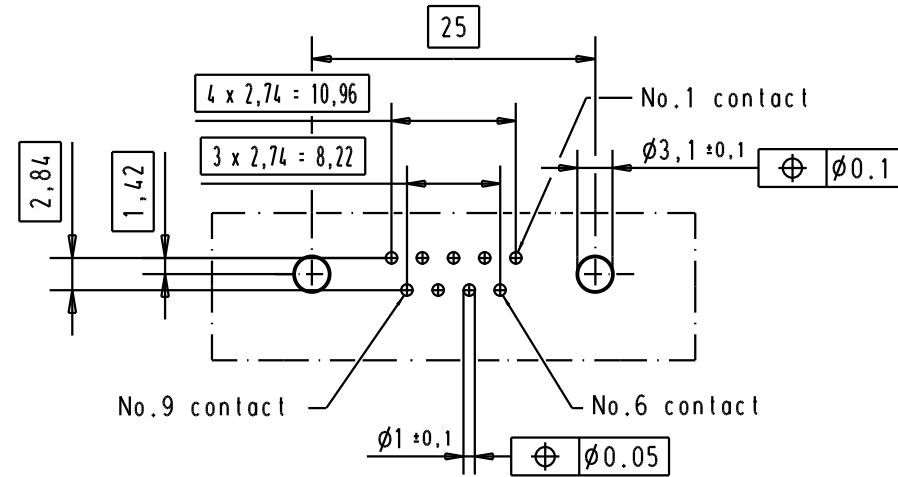 25
4 x 2,74 = 10,96
No.1 contact
3 x 2,74 = 8,22
Ø3,1 ±0,1
⌖ Ø0.1
2,84
1,42
No.9 contact
No.6 contact
Ø1 ±0,1
⌖ Ø0.05